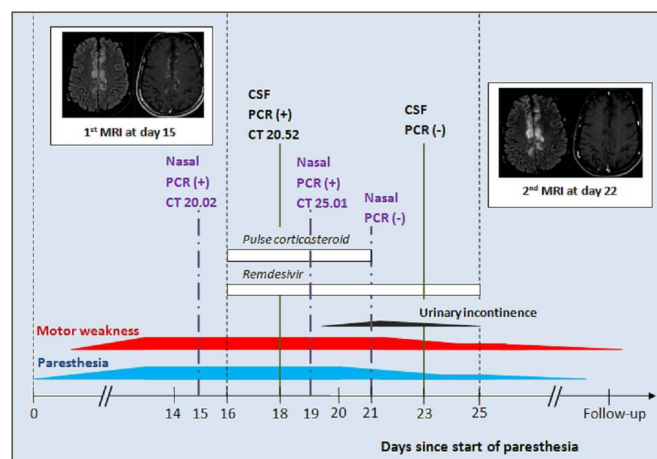 1st MRI at day 15
CSF
PCR (+)
CT 20.52
CSF
PCR (-)
2nd MRI at day 22
Nasal
PCR (+)
CT 20.02
Nasal
PCR (+)
CT 25.01
Nasal
PCR (-)
Pulse corticosteroid
Remdesivir
Urinary incontinence
Motor weakness
Paresthesia
0 14 15 16 18 19 20 21 23 25 Follow-up
Days since start of paresthesia